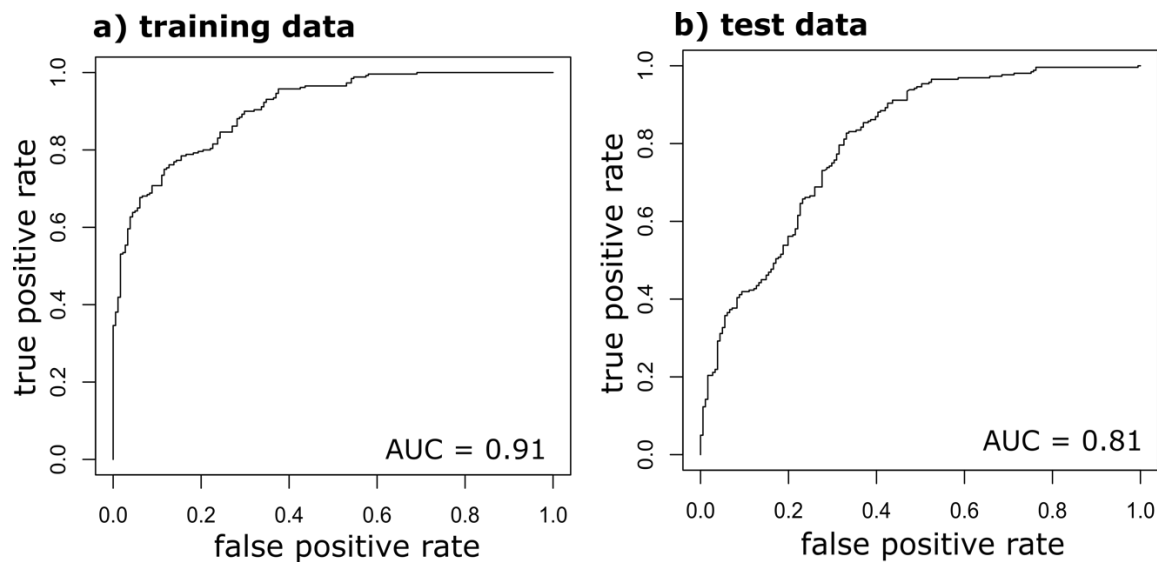 a) training data
true positive rate
1.0
0.8
0.6
0.4
0.2
0.0
AUC = 0.91
0.0 0.2 0.4 0.6 0.8 1.0
false positive rate
b) test data
true positive rate
1.0
0.8
0.6
0.4
0.2
0.0
AUC = 0.81
0.0 0.2 0.4 0.6 0.8 1.0
false positive rate